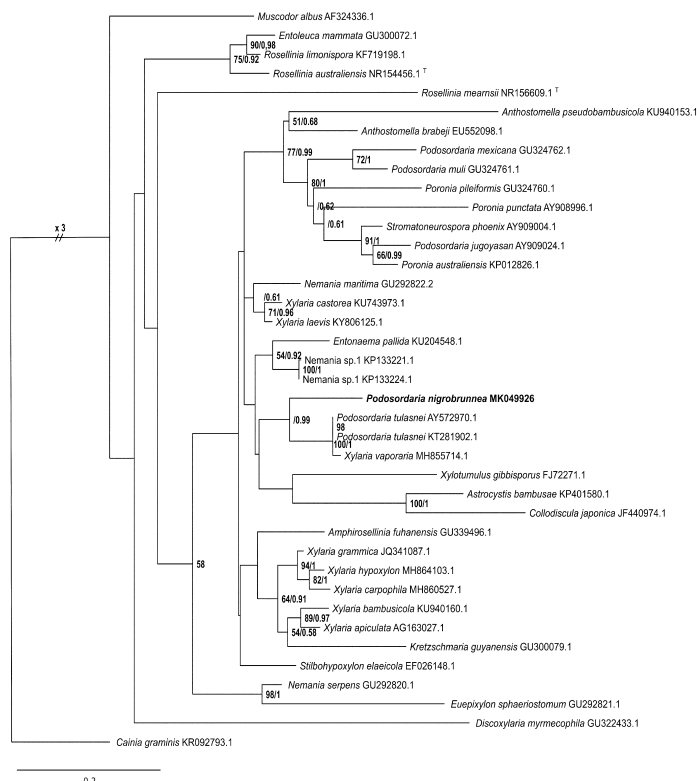 Muscodor albus AF324336.1
Entoleuca mammata GU300072.1
90/0.98
Rosellinia limonispora KF719198.1
75/0.92
Rosellinia australiensis NR154456.1 T
Rosellinia mearnsii NR156609.1 T
Anthostomella pseudobambusicola KU940153.1
51/0.68
Anthostomella brabeji EU552098.1
Podosordaria mexicana GU324762.1
77/0.99
72/1
Podosordaria muli GU324761.1
80/1
Poronia pileiformis GU324760.1
/0.62
Poronia punctata AY908996.1
/0.61
Stromatoneurospora phoenix AY909004.1
x 3
91/1
Podosordaria jugoyasan AY909024.1
66/0.99
Poronia australiensis KP012826.1
Nemania maritima GU292822.2
/0.61
Xylaria castorea KU743973.1
71/0.96
Xylaria laevis KY806125.1
Entonaema pallida KU204548.1
54/0.92
Nemania sp.1 KP133221.1
100/1
Nemania sp.1 KP133224.1
Podosordaria nigrobrunnea MK049926
/0.99
Podosordaria tulasnei AY572970.1
98
Podosordaria tulasnei KT281902.1
100/1
Xylaria vaporaria MH855714.1
Xylotumulus gibbisporus FJ72271.1
Astrocystis bambusae KP401580.1
100/1
Collodiscula japonica JF440974.1
Amphirosellinia fuhanensis GU339496.1
Xylaria grammica JQ341087.1
58
94/1
Xylaria hypoxylon MH864103.1
82/1
Xylaria carpophila MH860527.1
64/0.91
Xylaria bambusicola KU940160.1
89/0.97
Xylaria apiculata AG163027.1
54/0.58
Kretzschmaria guyanensis GU300079.1
Stilbohypoxylon elaeicola EF026148.1
Nemania serpens GU292820.1
98/1
Euepixylon sphaeriostomum GU292821.1
Discoxylaria myrmecophila GU322433.1
Cainia graminis KR092793.1
0.2